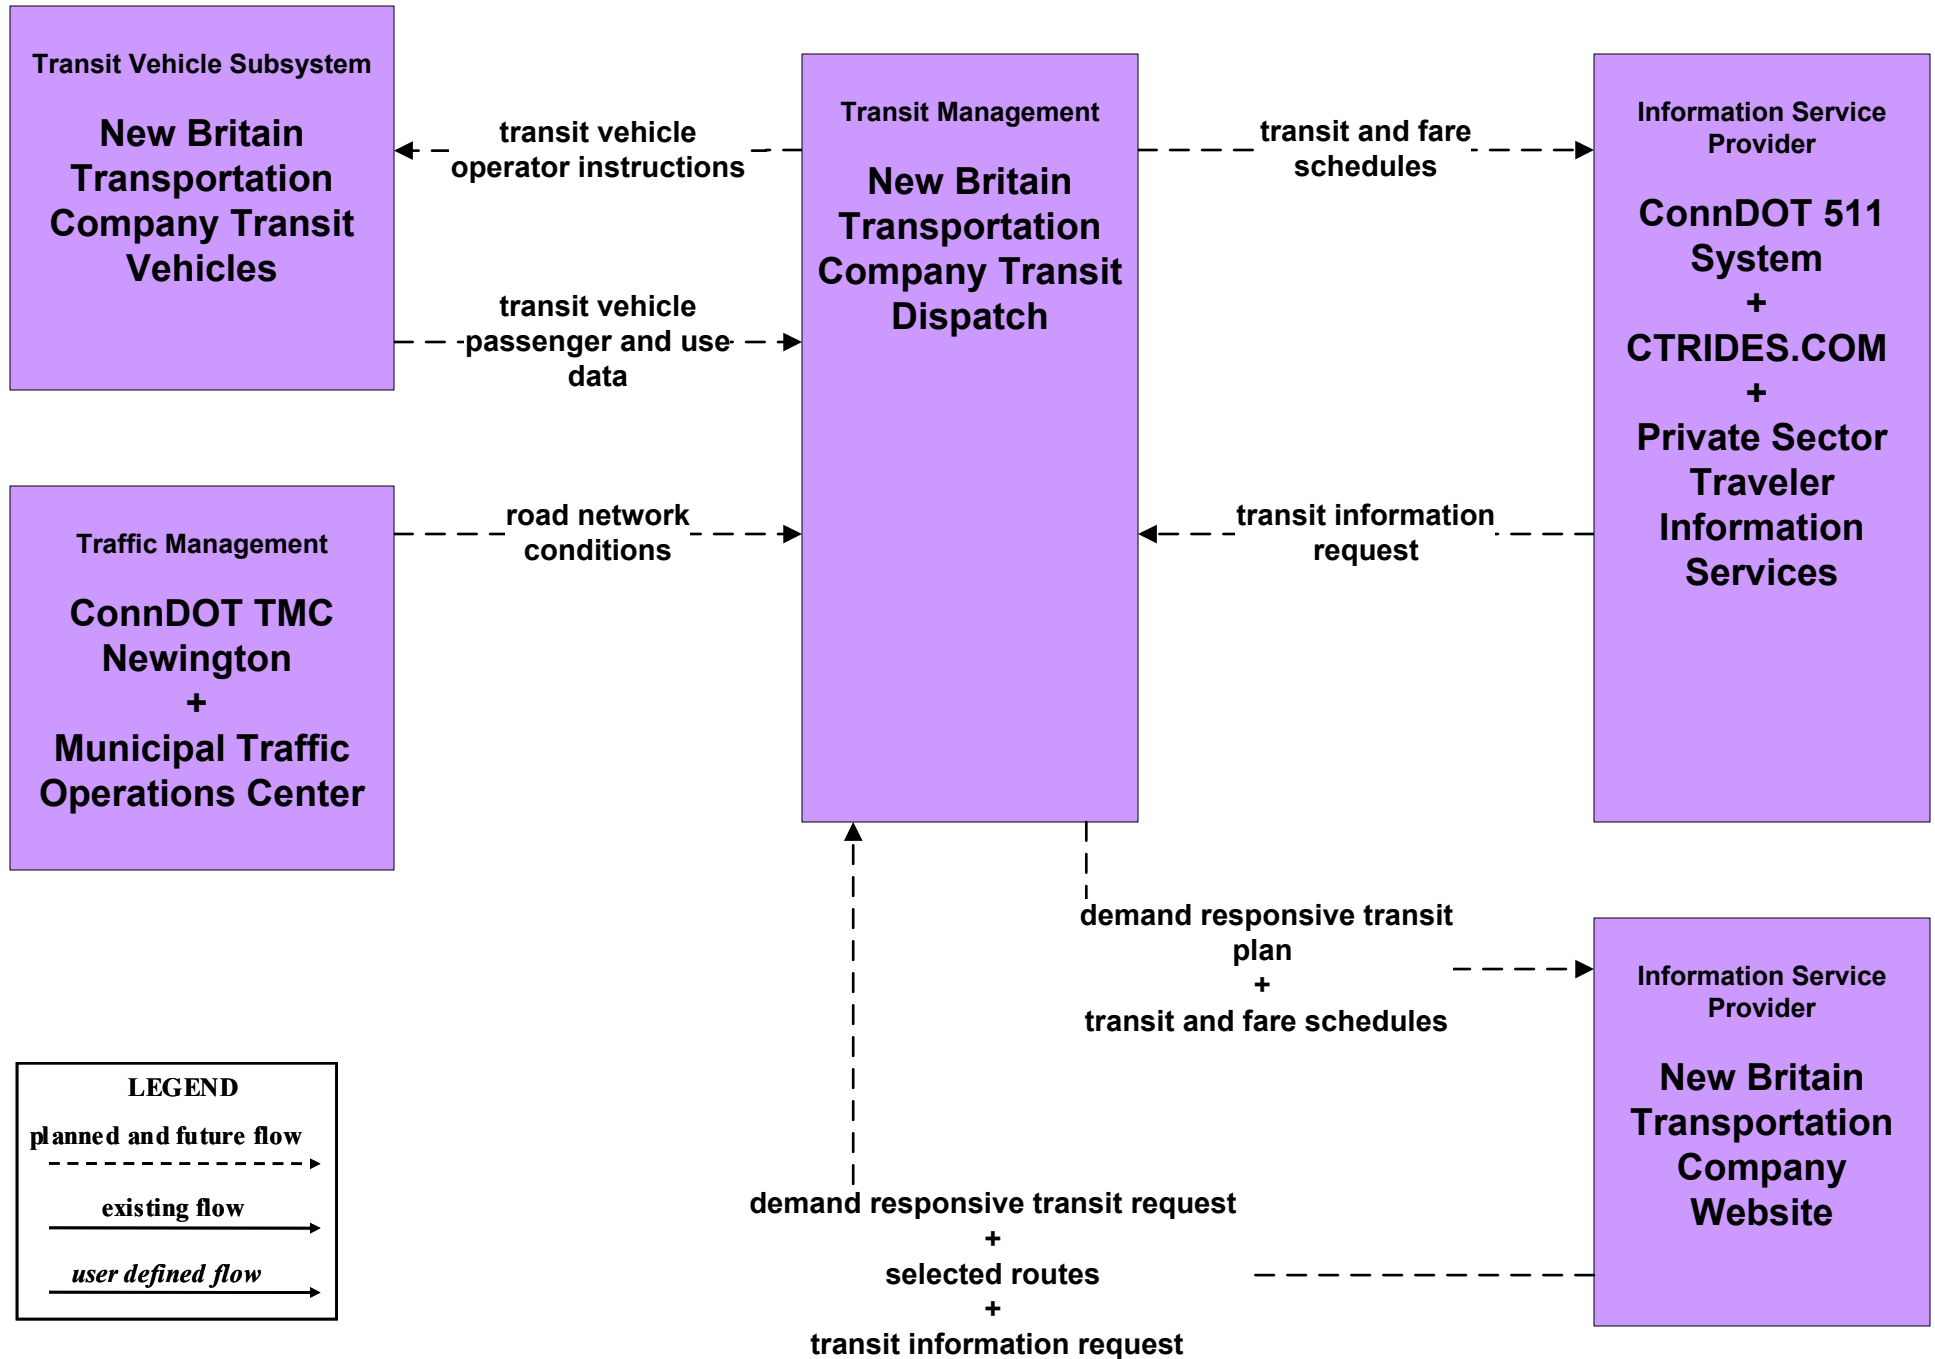 Transit Vehicle Subsystem
New Britain
Transportation
Company Transit
Vehicles
transit vehicle
operator instructions
transit vehicle
passenger and use
data
Transit Management
New Britain
Transportation
Company Transit
Dispatch
transit and fare
schedules
Information Service
Provider
ConnDOT 511
System
+
CTRIDES.COM
+
Private Sector
Traveler
Information
Services
transit information
request
Traffic Management
ConnDOT TMC
Newington
+
Municipal Traffic
Operations Center
road network
conditions
demand responsive transit
plan
+
transit and fare schedules
Information Service
Provider
New Britain
Transportation
Company
Website
demand responsive transit request
+
selected routes
+
transit information request
LEGEND
planned and future flow
existing flow
user defined flow